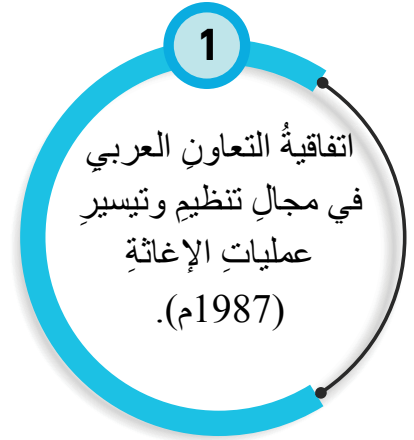 1
اتفاقيةُ التعاونِ العربيِ
في مجالِ تنظيمِ وتيسيرِ
عملياتِ الإغاثةِ
(1987م).